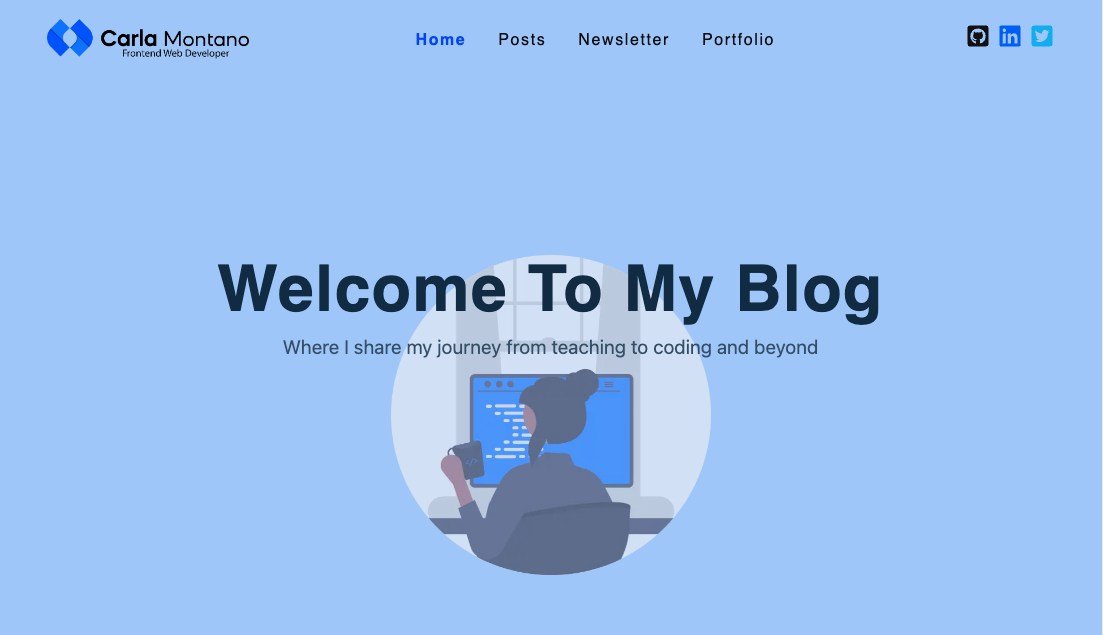 Carla Montano
Frontend Web Developer
Home Posts Newsletter Portfolio
in
Welcome To My Blog
Where I share my journey from teaching to coding and beyond
</>